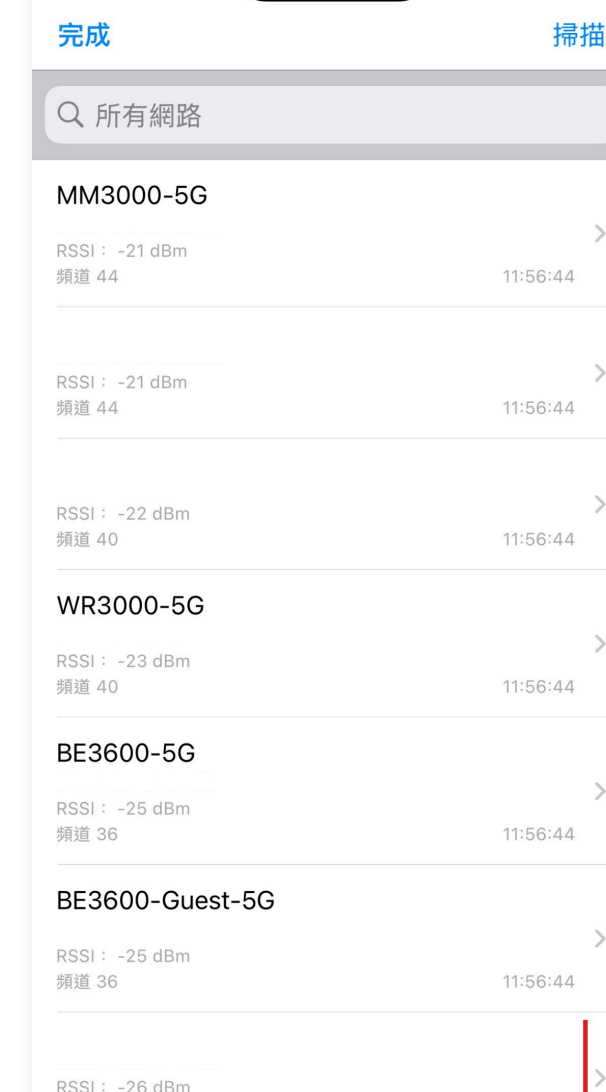 完成
掃描
所有網路
MM3000-5G
RSSI： -21 dBm
頻道 44
11:56:44
RSSI： -21 dBm
頻道 44
11:56:44
RSSI： -22 dBm
頻道 40
11:56:44
WR3000-5G
RSSI： -23 dBm
頻道 40
11:56:44
BE3600-5G
RSSI： -25 dBm
頻道 36
11:56:44
BE3600-Guest-5G
RSSI： -25 dBm
頻道 36
11:56:44
RSSI： -26 dBm